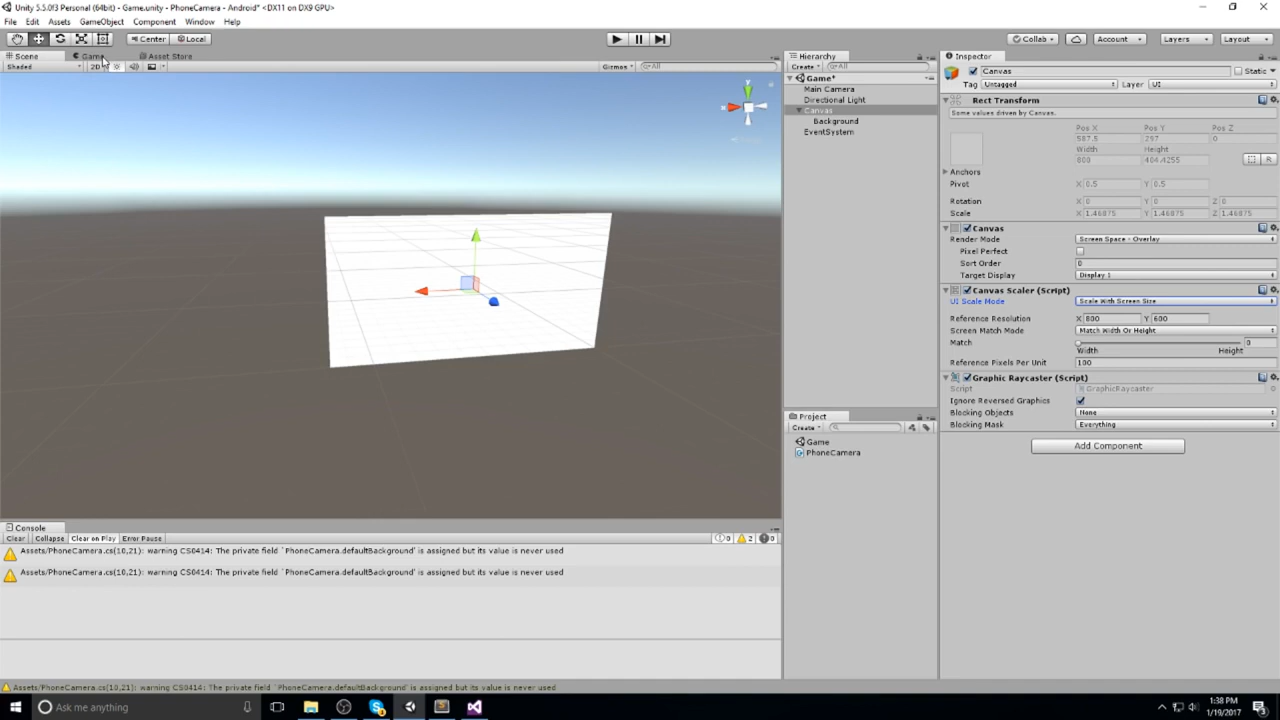 Unity 5.5.0f3 Personal (64bit) - Game.unity - PhoneCamera - Android* <DX11 on DX9 GPU>
File Edit Assets GameObject Component Window Help
Center Local
Collab Account Layers Layout
Scene Game Asset Store
Shaded 2D Gizmos All
Hierarchy
Create All
Game*
Main Camera
Directional Light
Canvas
Background
EventSystem
Project
Create
Game
PhoneCamera
Inspector
Canvas Static
Tag Untagged Layer UI
Rect Transform
Some values driven by Canvas.
Pos X Pos Y Pos Z
587.5 297 0
Width Height
800 404.4255
R
Anchors
Pivot X 0.5 Y 0.5
Rotation X 0 Y 0 Z 0
Scale X 1.46875 Y 1.46875 Z 1.46875
Canvas
Render Mode Screen Space - Overlay
Pixel Perfect
Sort Order 0
Target Display Display 1
Canvas Scaler (Script)
UI Scale Mode Scale With Screen Size
Reference Resolution X 800 Y 600
Screen Match Mode Match Width Or Height
Match 0
Width Height
Reference Pixels Per Unit 100
Graphic Raycaster (Script)
Script GraphicRaycaster
Ignore Reversed Graphics
Blocking Objects None
Blocking Mask Everything
Add Component
Console
Clear Collapse Clear on Play Error Pause 0 2 0
Assets/PhoneCamera.cs(10,21): warning CS0414: The private field `PhoneCamera.defaultBackground' is assigned but its value is never used
Assets/PhoneCamera.cs(10,21): warning CS0414: The private field `PhoneCamera.defaultBackground' is assigned but its value is never used
Assets/PhoneCamera.cs(10,21): warning CS0414: The private field `PhoneCamera.defaultBackground' is assigned but its value is never used
Ask me anything
1:38 PM
1/19/2017
3